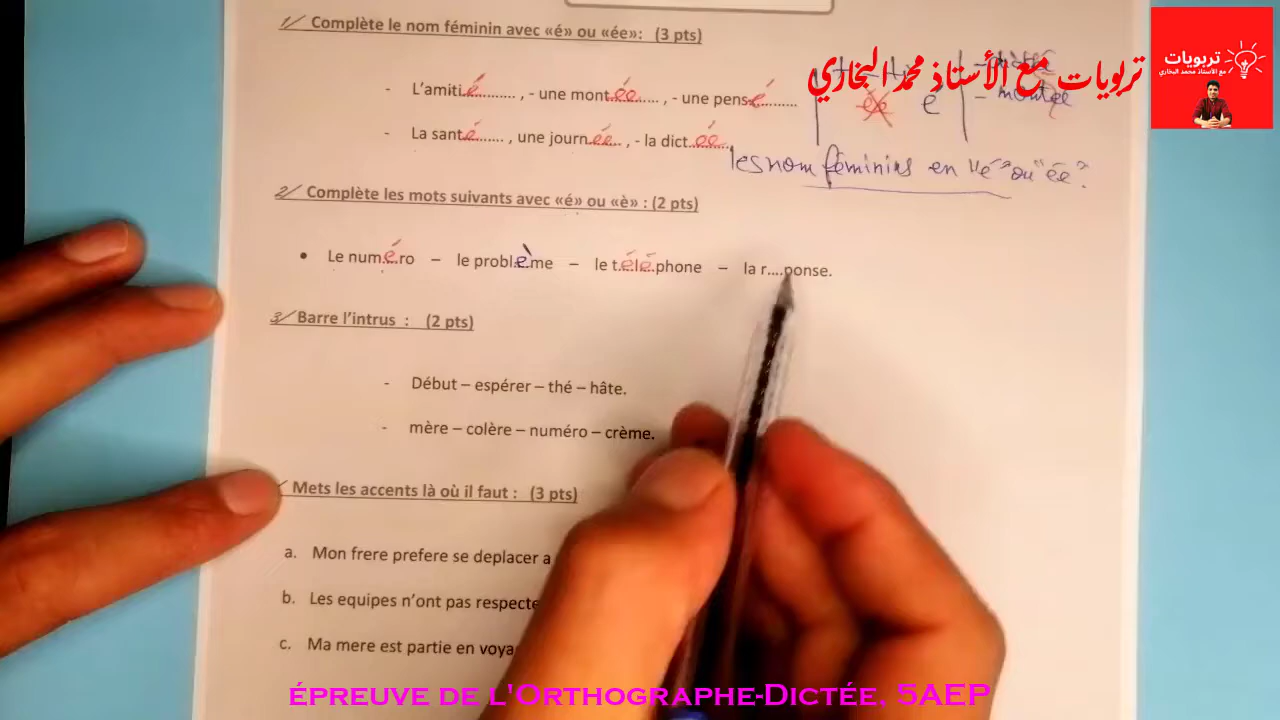 1/ Complète le nom féminin avec «é» ou «ée»: (3 pts)
تربويات مع الأستاذ محمد البخاري
تربويات
مع الأستاذ محمد البخاري
- L'amitié.......... , - une montée....... , - une pensé.........
ée é - montée
- La santé........ , une journée.... , - la dictée......
les nom féminins en "é" ou "ée".
2/ Complète les mots suivants avec «é» ou «è» : (2 pts)
• Le numéro – le problème – le téléphone – la r....ponse.
3/ Barre l'intrus : (2 pts)
- Début – espérer – thé – hâte.
- mère – colère – numéro – crème.
Mets les accents là où il faut : (3 pts)
a. Mon frere prefere se deplacer a
b. Les equipes n'ont pas respecte
c. Ma mere est partie en voya
épreuve de l'Orthographe-Dictée, 5AEP